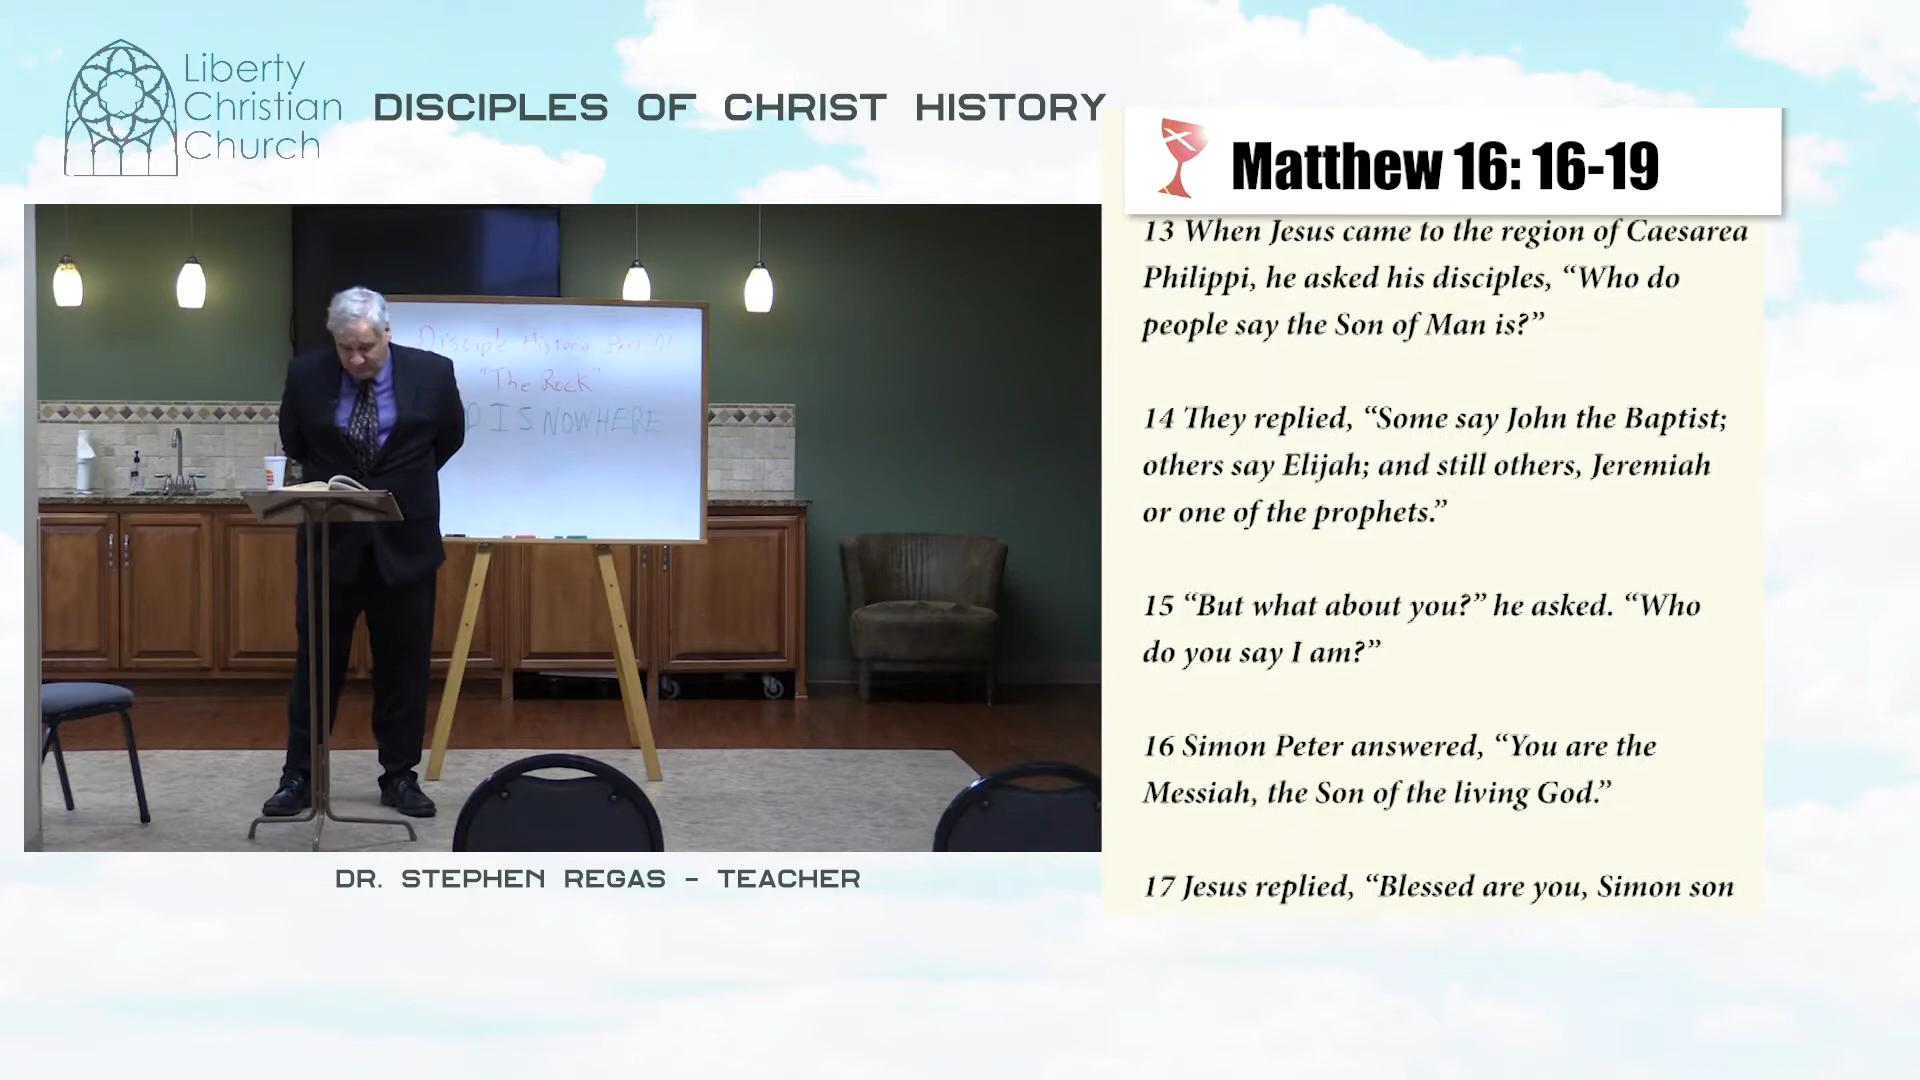 Liberty
Christian
Church
DISCIPLES OF CHRIST HISTORY
Matthew 16: 16-19
13 When Jesus came to the region of Caesarea
Philippi, he asked his disciples, “Who do
people say the Son of Man is?”
14 They replied, “Some say John the Baptist;
others say Elijah; and still others, Jeremiah
or one of the prophets.”
15 “But what about you?” he asked. “Who
do you say I am?”
16 Simon Peter answered, “You are the
Messiah, the Son of the living God.”
17 Jesus replied, “Blessed are you, Simon son
Disciple History Part
"The Rock"
D IS NOWHERE
DR. STEPHEN REGAS - TEACHER